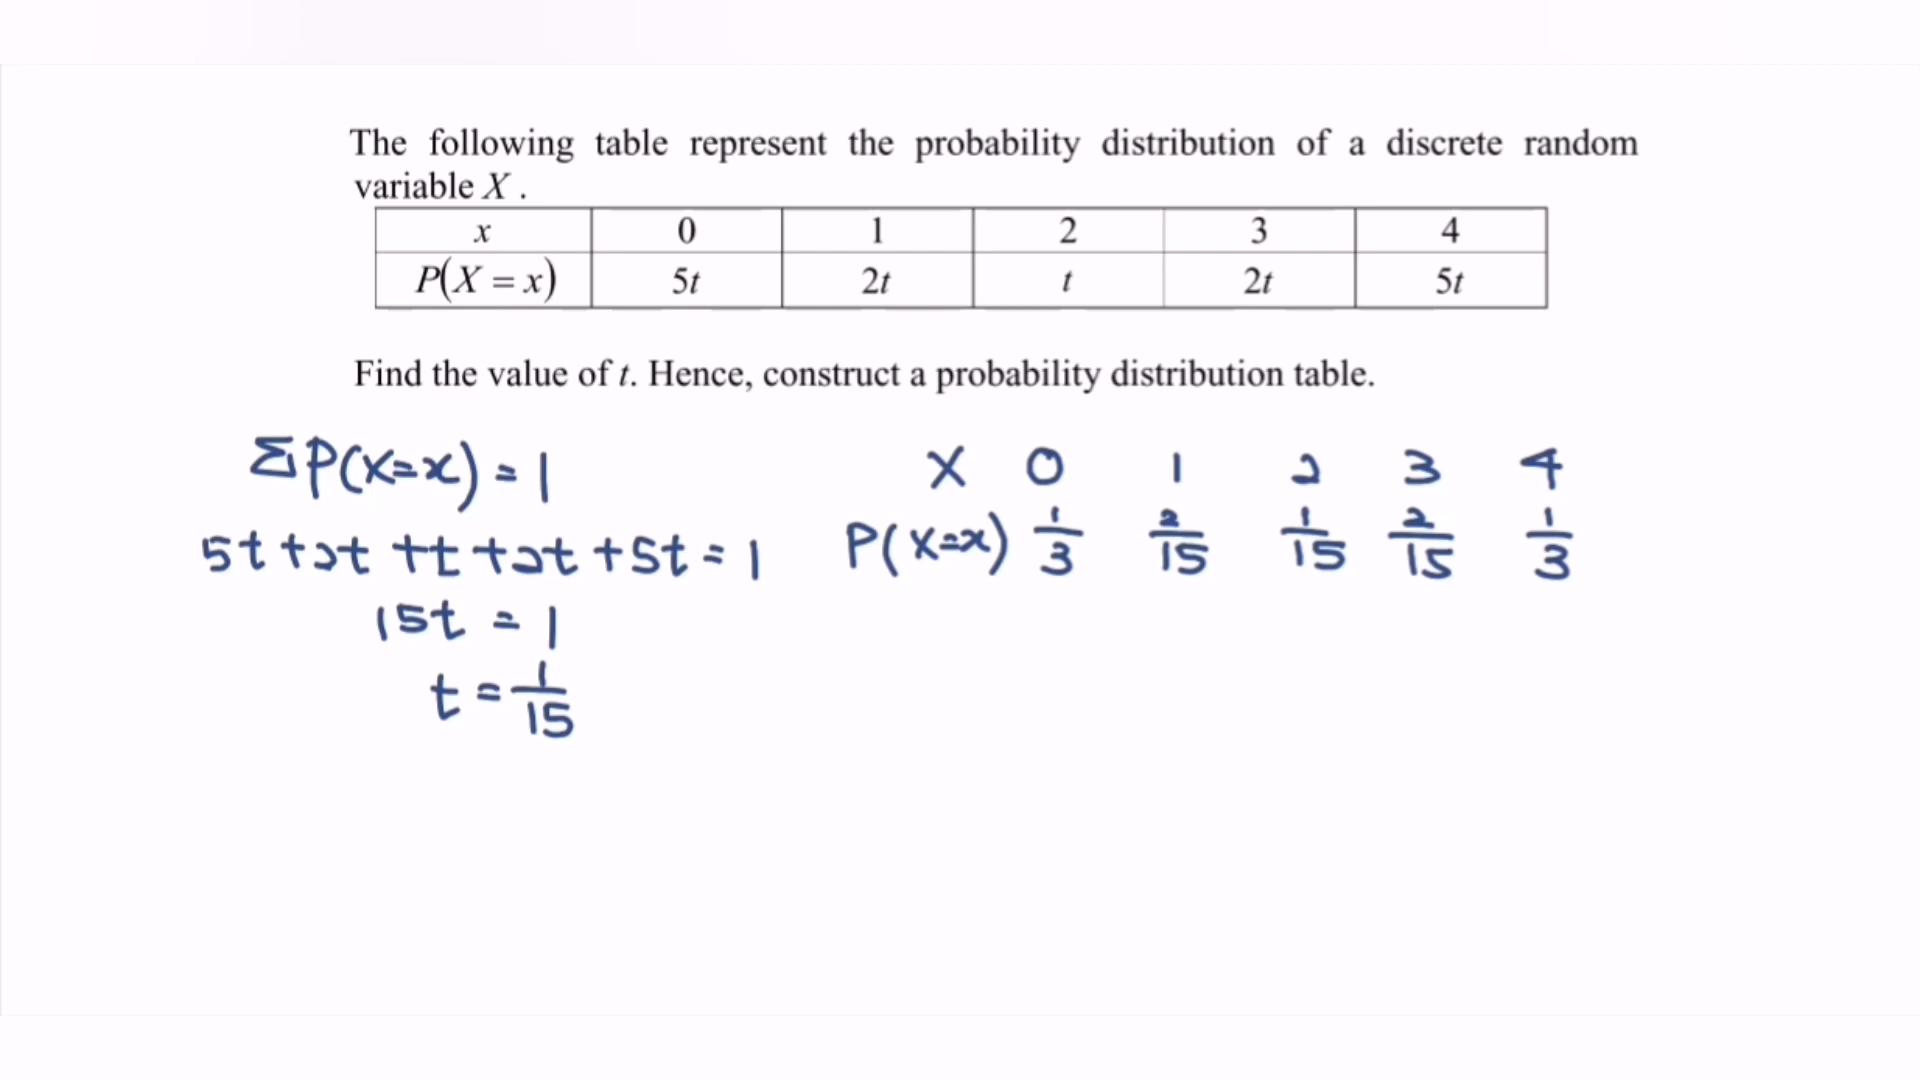 The following table represent the probability distribution of a discrete random
variable X .
x 0 1 2 3 4
P(X = x) 5t 2t t 2t 5t
Find the value of t. Hence, construct a probability distribution table.
ΣP(X=x) = 1
5t + 2t + t + 2t + 5t = 1
15t = 1
t = 1/15
X 0 1 2 3 4
P(X=x) 1/3 2/15 1/15 2/15 1/3